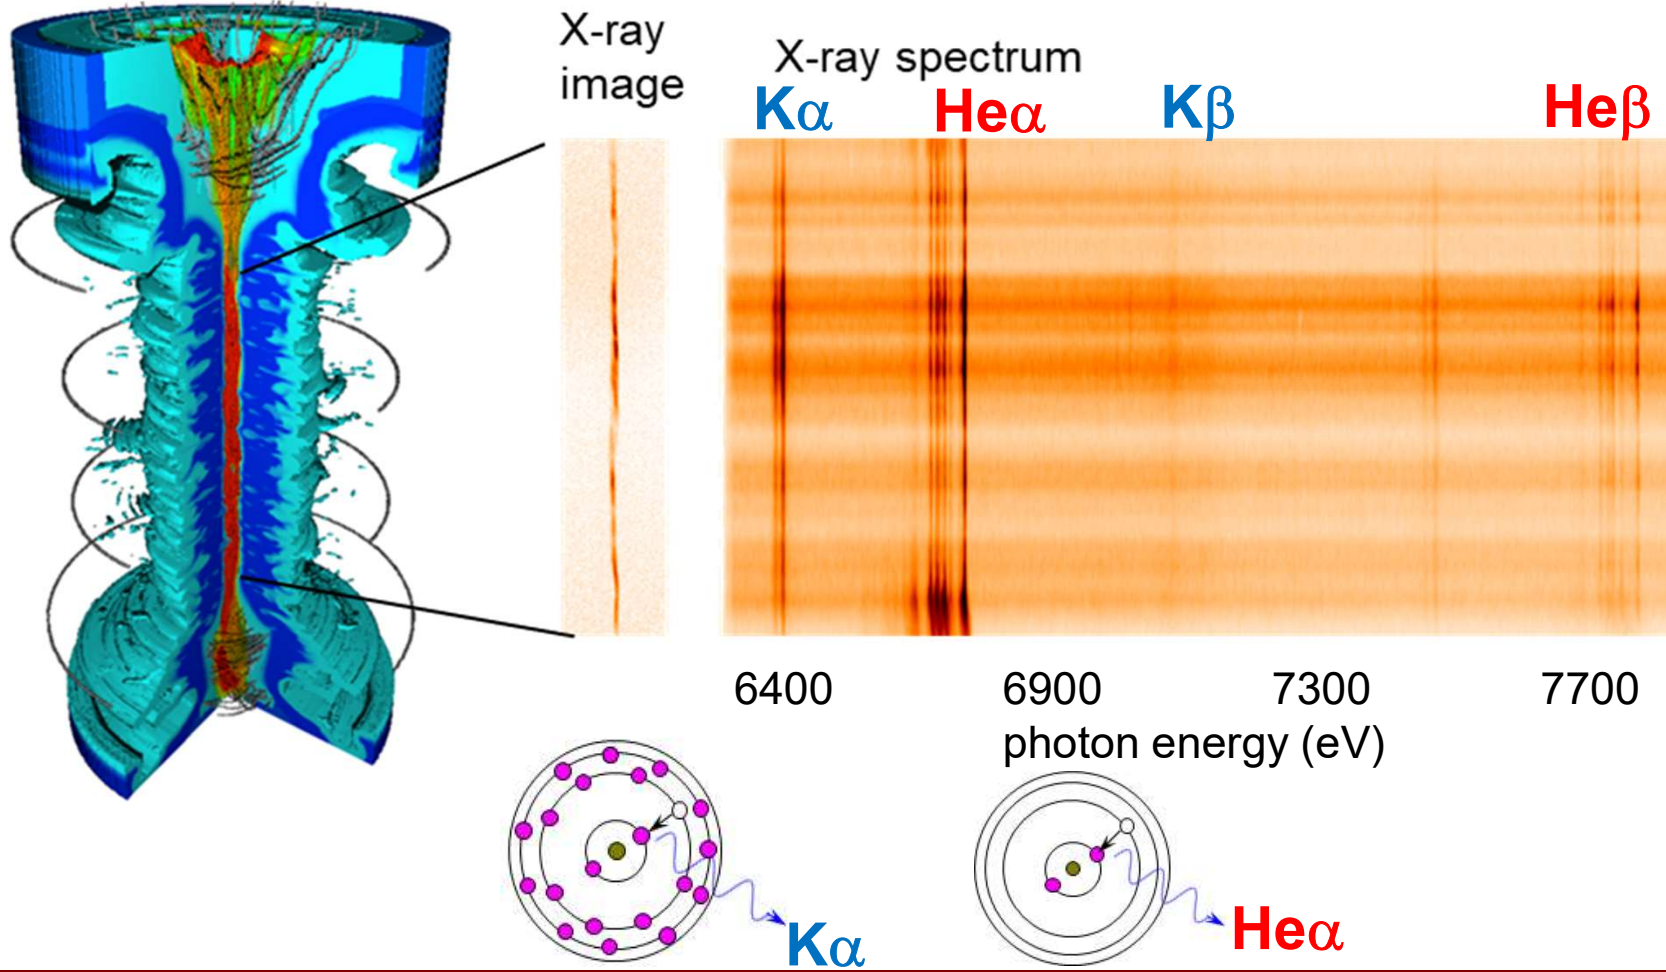 X-ray
image
X-ray spectrum
Kα
Heα
Kβ
Heβ
6400
6900
7300
7700
photon energy (eV)
Kα
Heα